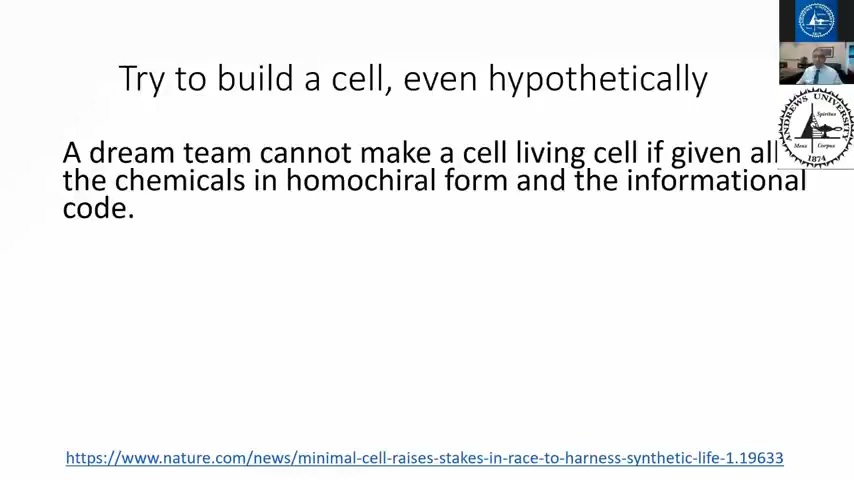 Try to build a cell, even hypothetically
A dream team cannot make a cell living cell if given all
the chemicals in homochiral form and the informational
code.
ANDREWS UNIVERSITY
Spiritus
Mens
Corpus
1874
https://www.nature.com/news/minimal-cell-raises-stakes-in-race-to-harness-synthetic-life-1.19633